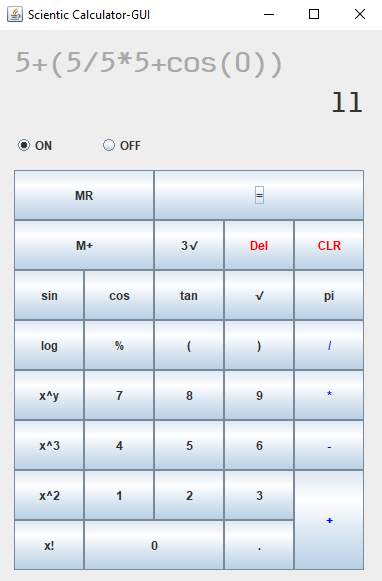 Scientic Calculator-GUI
5+(5/5*5+cos(0))
11
ON OFF
MR =
M+ 3√ Del CLR
sin cos tan √ pi
log % ( ) /
x^y 7 8 9 *
x^3 4 5 6 -
x^2 1 2 3 +
x! 0 .